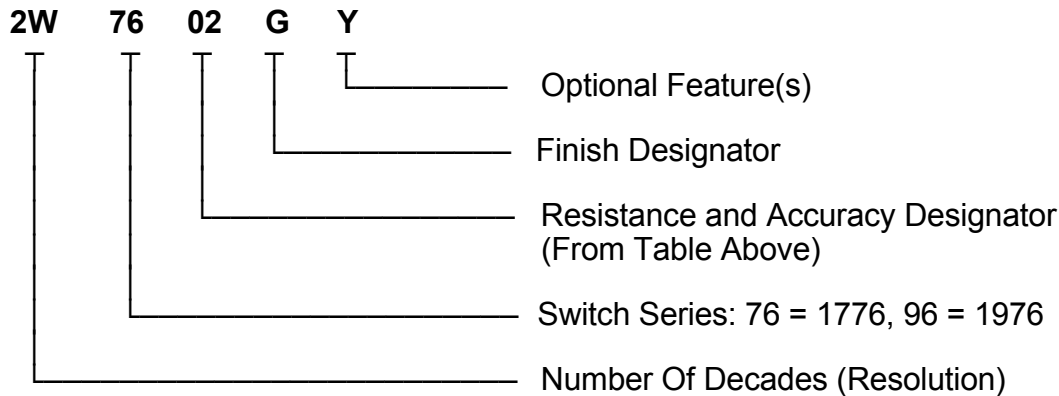 2W 76 02 G Y
Optional Feature(s)
Finish Designator
Resistance and Accuracy Designator
(From Table Above)
Switch Series: 76 = 1776, 96 = 1976
Number Of Decades (Resolution)